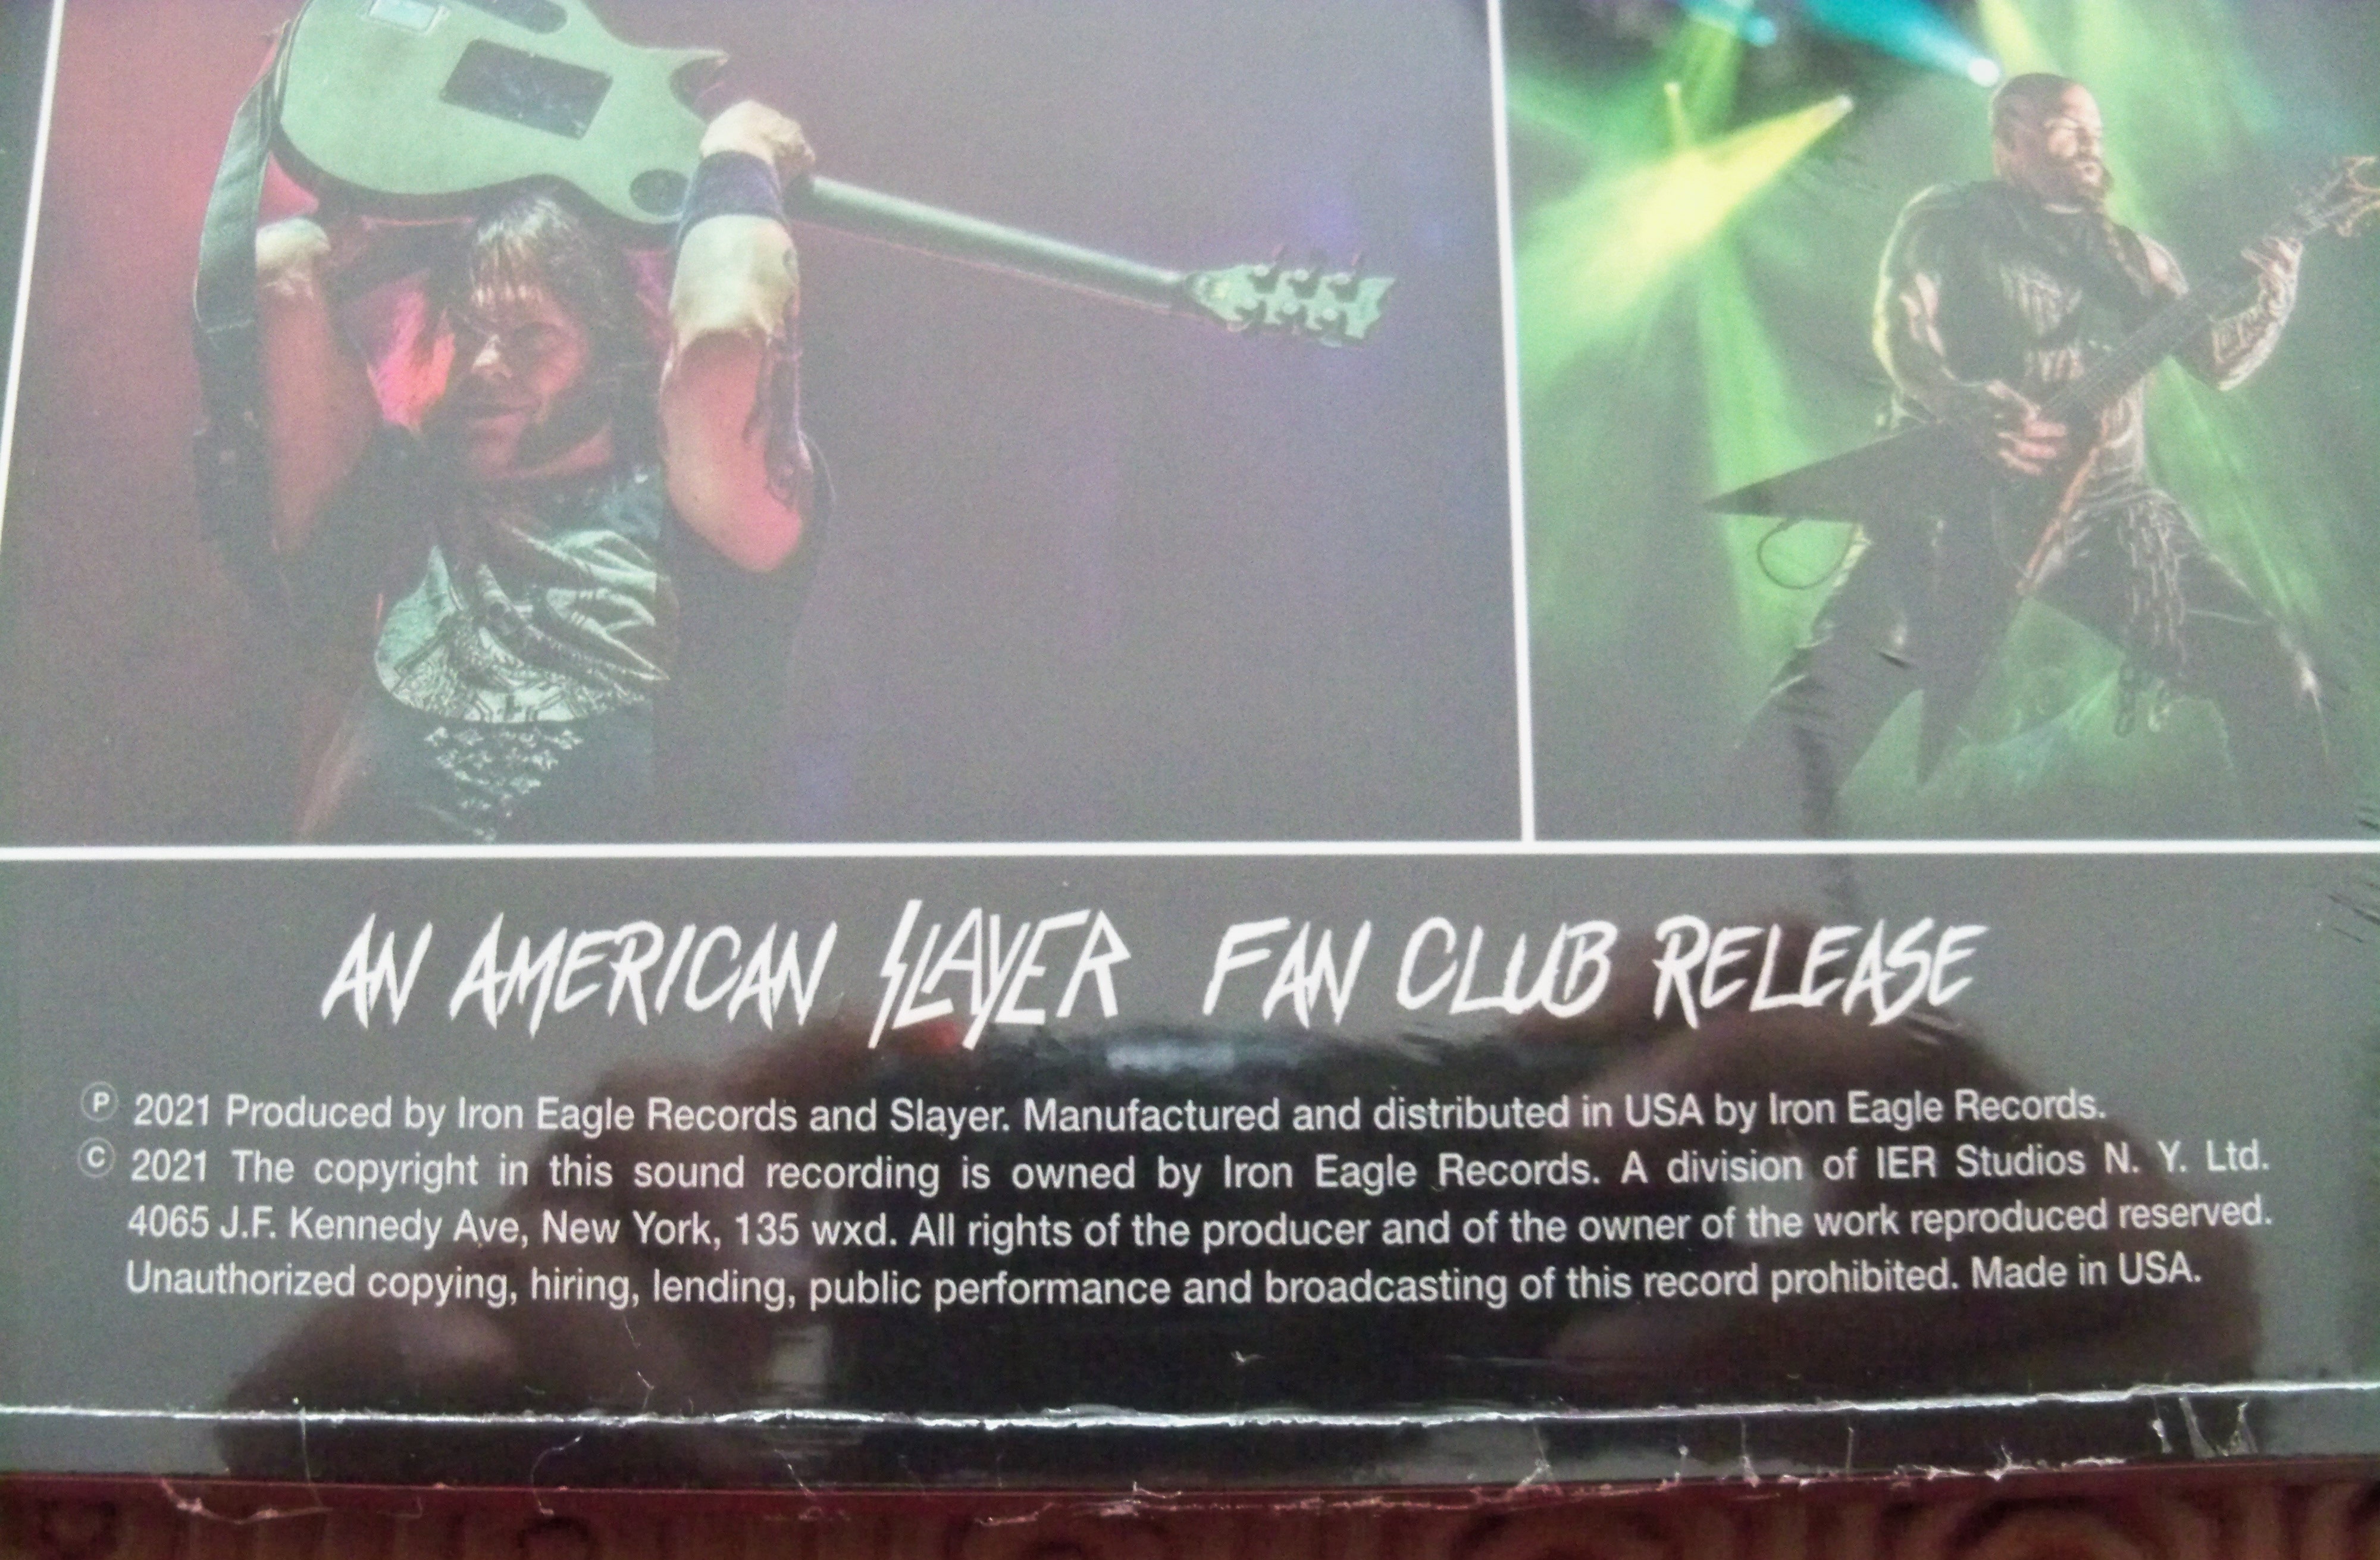 AN AMERICAN SLAYER FAN CLUB RELEASE
Ⓟ 2021 Produced by Iron Eagle Records and Slayer. Manufactured and distributed in USA by Iron Eagle Records.
© 2021 The copyright in this sound recording is owned by Iron Eagle Records. A division of IER Studios N. Y. Ltd.
4065 J.F. Kennedy Ave, New York, 135 wxd. All rights of the producer and of the owner of the work reproduced reserved.
Unauthorized copying, hiring, lending, public performance and broadcasting of this record prohibited. Made in USA.